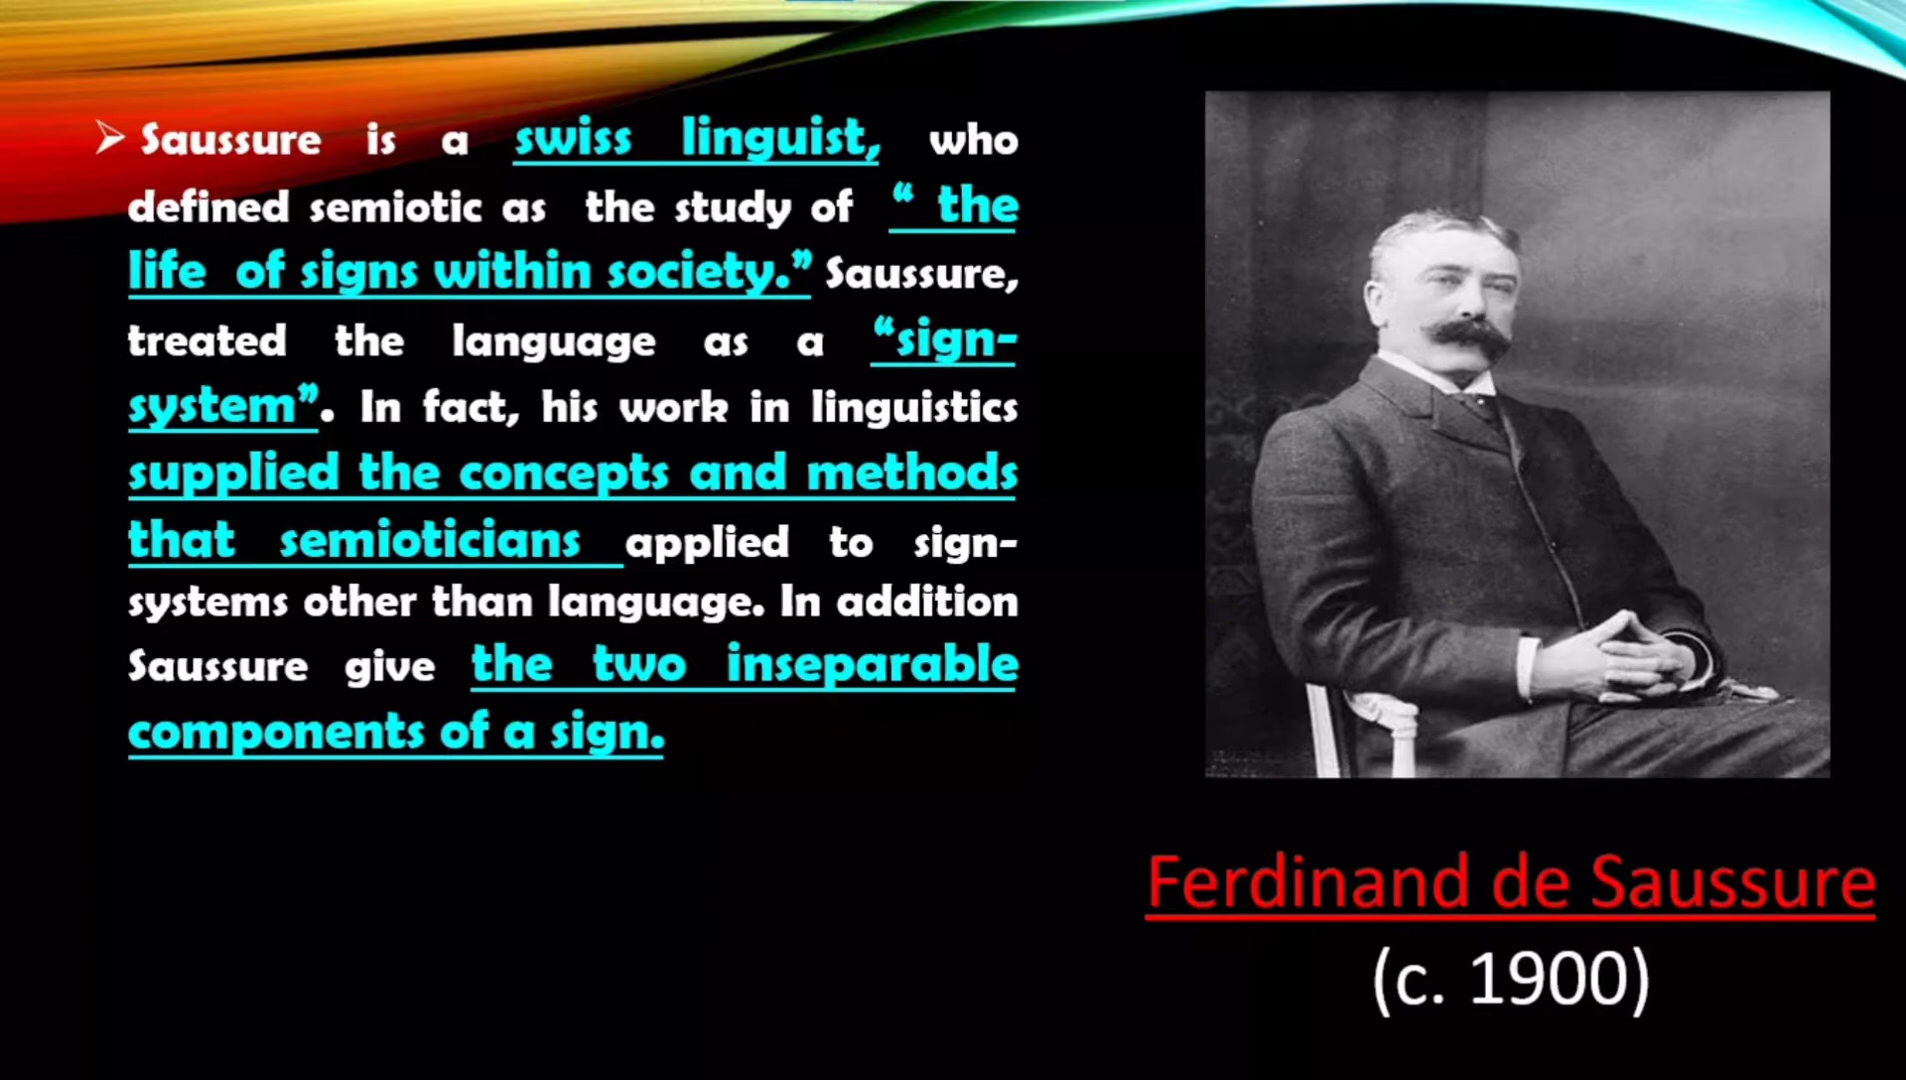 ➢ Saussure is a swiss linguist, who
defined semiotic as the study of “ the
life of signs within society.” Saussure,
treated the language as a “sign-
system”. In fact, his work in linguistics
supplied the concepts and methods
that semioticians applied to sign-
systems other than language. In addition
Saussure give the two inseparable
components of a sign.
Ferdinand de Saussure
(c. 1900)